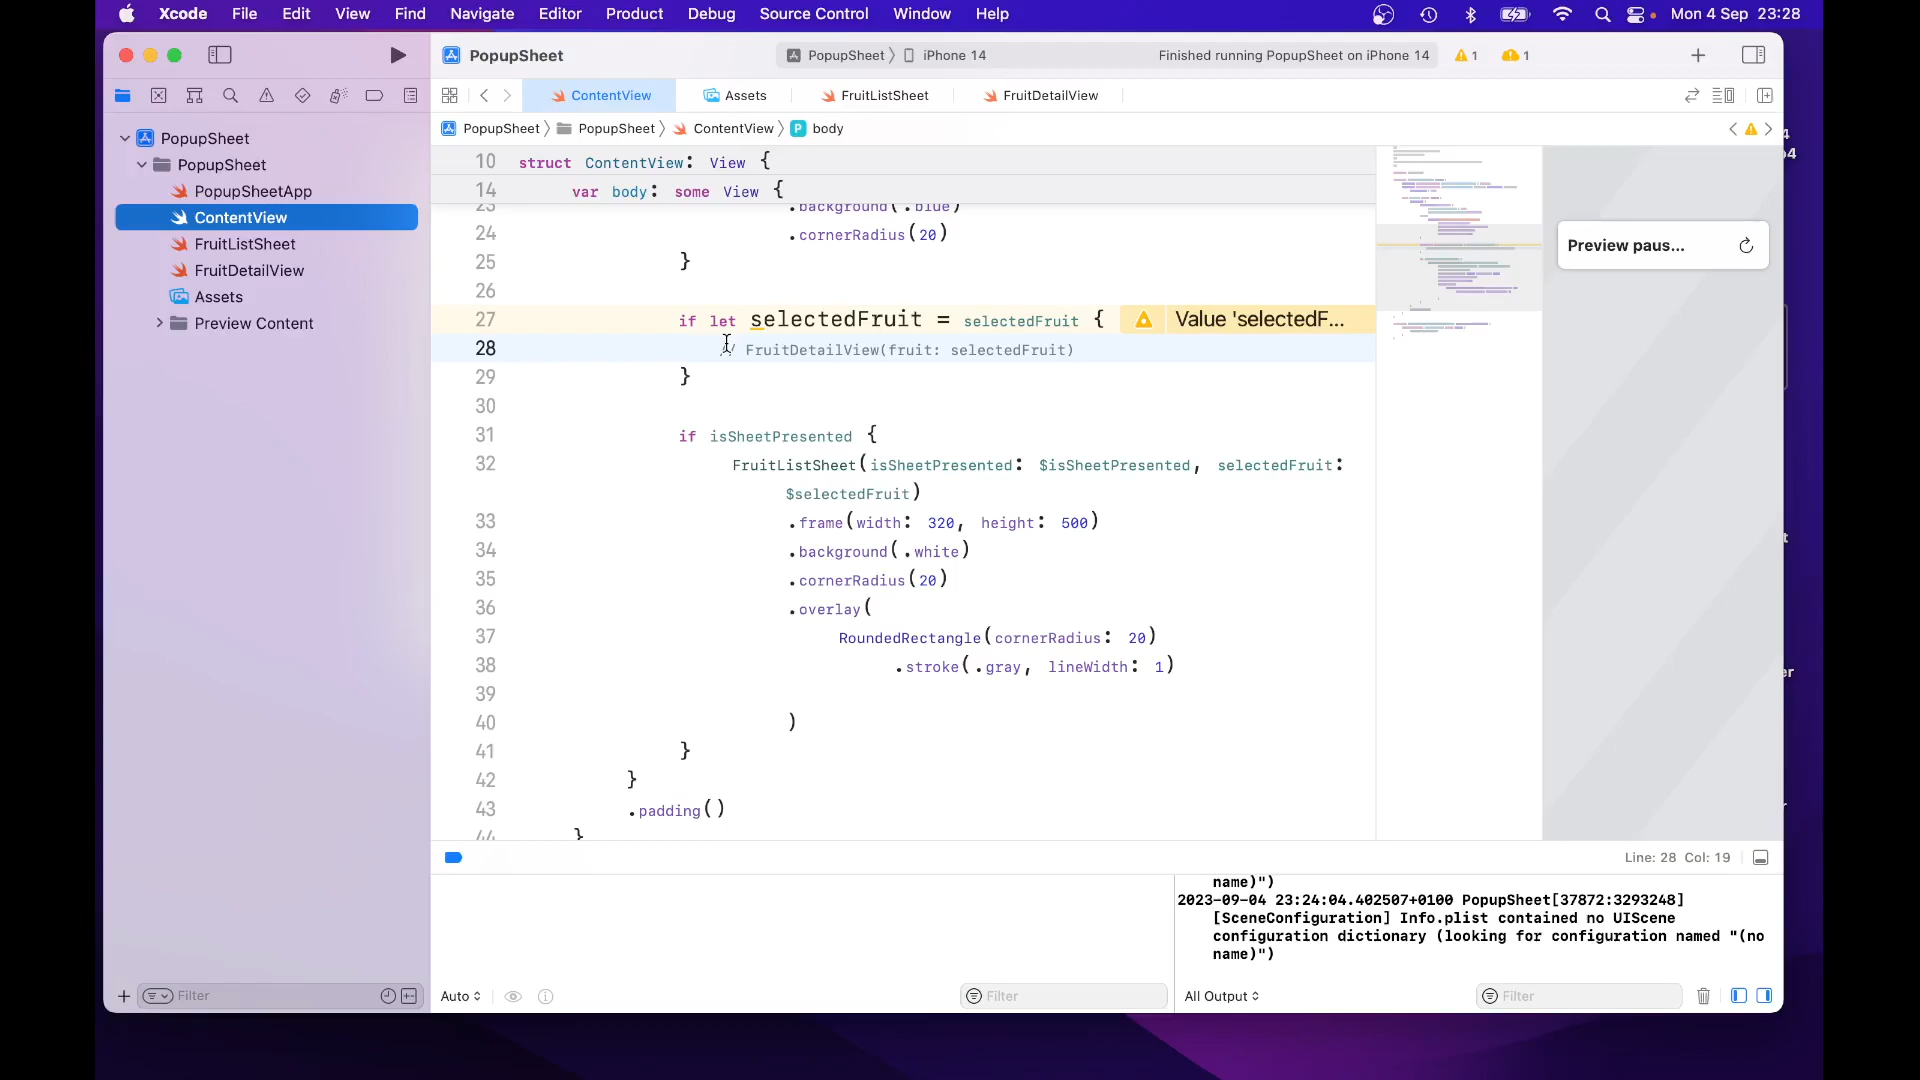 Xcode File Edit View Find Navigate Editor Product Debug Source Control Window Help Mon 4 Sep 23:28
PopupSheet PopupSheet iPhone 14 Finished running PopupSheet on iPhone 14 1 1
ContentView Assets FruitListSheet FruitDetailView
PopupSheet PopupSheet ContentView P body
PopupSheet
PopupSheet
PopupSheetApp
ContentView
FruitListSheet
FruitDetailView
Assets
Preview Content
10 struct ContentView: View {
14 var body: some View {
23 .background(.blue)
24 .cornerRadius(20)
25 }
26
27 if let selectedFruit = selectedFruit { Value 'selectedF...
28 // FruitDetailView(fruit: selectedFruit)
29 }
30
31 if isSheetPresented {
32 FruitListSheet(isSheetPresented: $isSheetPresented, selectedFruit:
$selectedFruit)
33 .frame(width: 320, height: 500)
34 .background(.white)
35 .cornerRadius(20)
36 .overlay(
37 RoundedRectangle(cornerRadius: 20)
38 .stroke(.gray, lineWidth: 1)
39
40 )
41 }
42 }
43 .padding()
44 }
Preview paus...
Line: 28 Col: 19
name)")
2023-09-04 23:24:04.402507+0100 PopupSheet[37872:3293248]
[SceneConfiguration] Info.plist contained no UIScene
configuration dictionary (looking for configuration named "(no
name)")
Filter
Auto
Filter
All Output
Filter